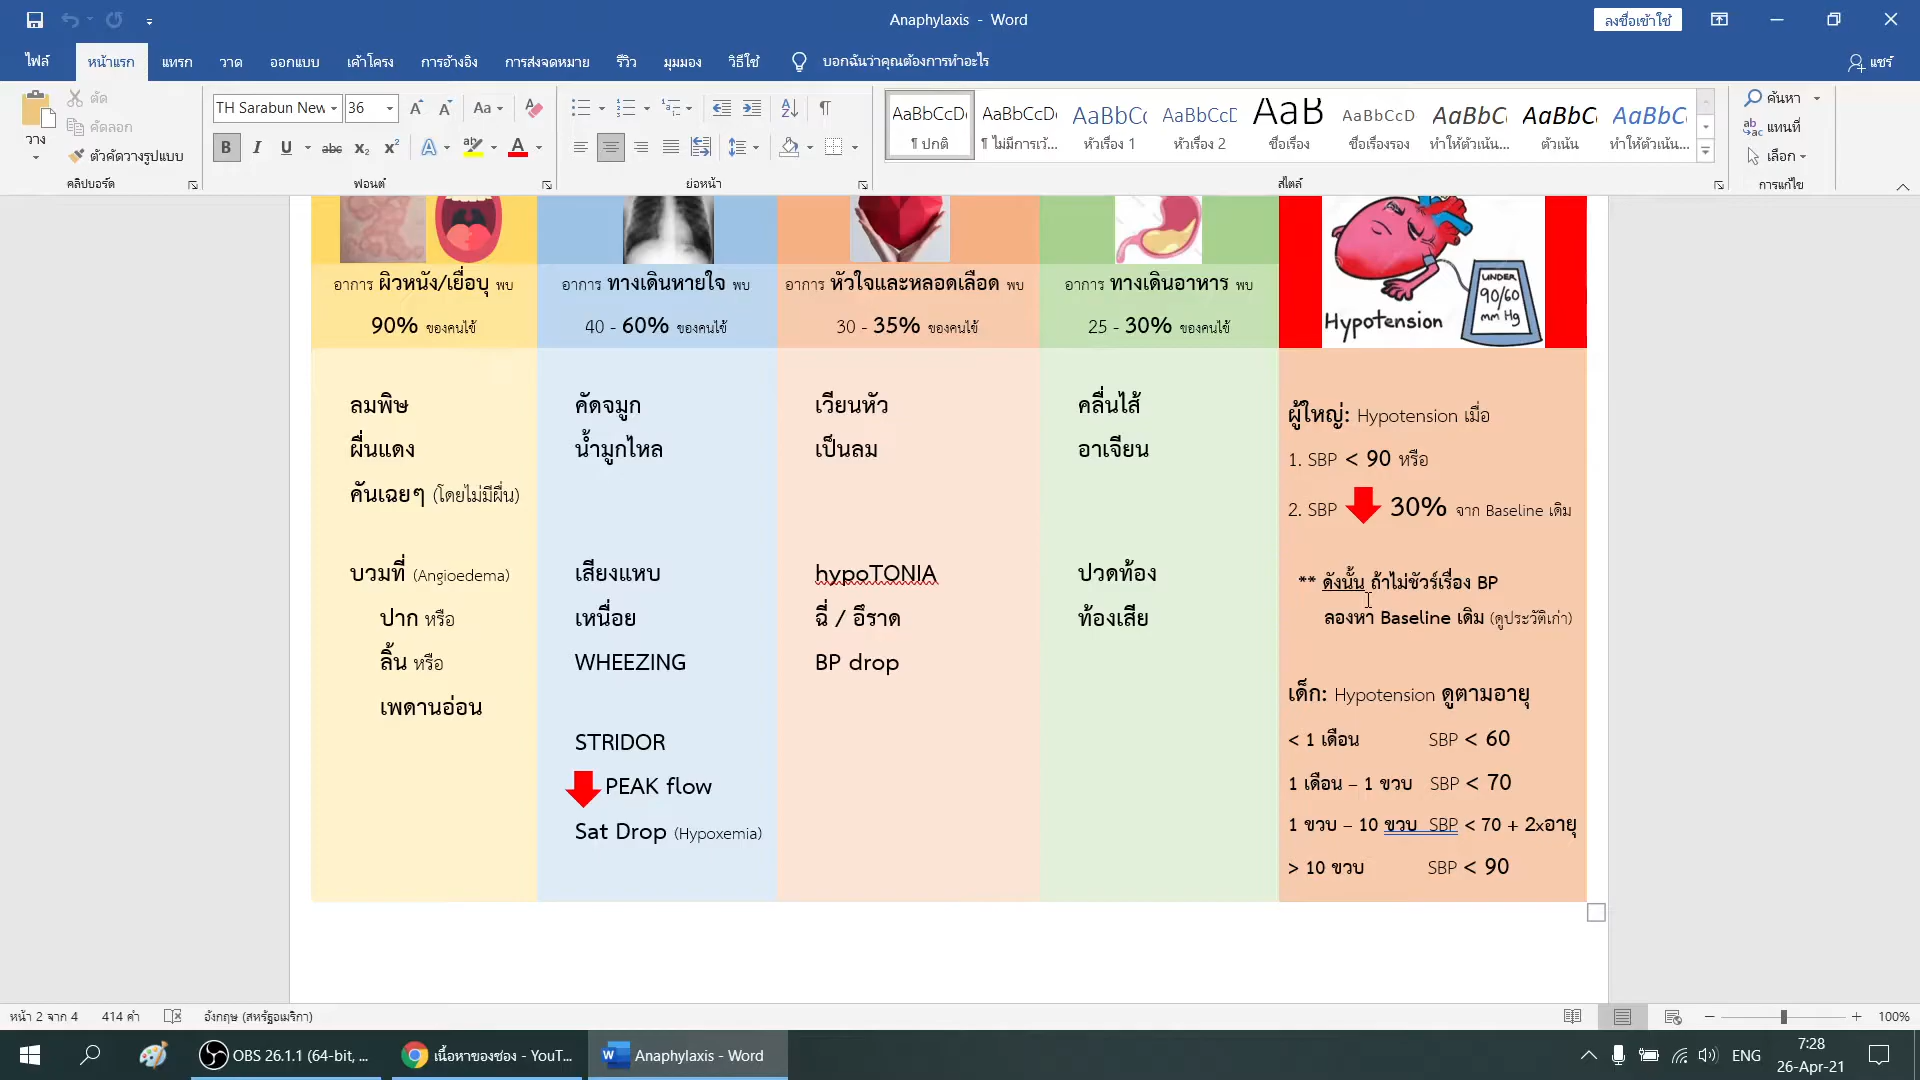 Anaphylaxis - Word
ลงชื่อเข้าใช้
ไฟล์ หน้าแรก แทรก วาด ออกแบบ เค้าโครง การอ้างอิง การส่งจดหมาย รีวิว มุมมอง วิธีใช้ บอกฉันว่าคุณต้องการทำอะไร แชร์
วาง
ตัด
คัดลอก
ตัวคัดวางรูปแบบ
คลิปบอร์ด
TH Sarabun New 36
ฟอนต์
ย่อหน้า
AaBbCcDc AaBbCcDc AaBbCc AaBbCcD AaB AaBbCcD AaBbC AaBbC AaBbC
¶ ปกติ ¶ ไม่มีการเว้... หัวเรื่อง 1 หัวเรื่อง 2 ชื่อเรื่อง ชื่อเรื่องรอง ทำให้ตัวเน้น... ตัวเน้น ทำให้ตัวเน้น...
สไตล์
ค้นหา
แทนที่
เลือก
การแก้ไข
อาการ ผิวหนัง/เยื่อบุ พบ
90% ของคนไข้
ลมพิษ
ผื่นแดง
คันเฉยๆ (โดยไม่มีผื่น)
บวมที่ (Angioedema)
ปาก หรือ
ลิ้น หรือ
เพดานอ่อน
อาการ ทางเดินหายใจ พบ
40 - 60% ของคนไข้
คัดจมูก
น้ำมูกไหล
เสียงแหบ
เหนื่อย
WHEEZING
STRIDOR
PEAK flow
Sat Drop (Hypoxemia)
อาการ หัวใจและหลอดเลือด พบ
30 - 35% ของคนไข้
เวียนหัว
เป็นลม
hypoTONIA
ฉี่ / อึราด
BP drop
อาการ ทางเดินอาหาร พบ
25 - 30% ของคนไข้
คลื่นไส้
อาเจียน
ปวดท้อง
ท้องเสีย
UNDER
90/60
mm Hg
Hypotension
ผู้ใหญ่: Hypotension เมื่อ
1. SBP < 90 หรือ
2. SBP 30% จาก Baseline เดิม
** ดังนั้น ถ้าไม่ชัวร์เรื่อง BP
ลองหา Baseline เดิม (ดูประวัติเก่า)
เด็ก: Hypotension ดูตามอายุ
< 1 เดือน SBP < 60
1 เดือน – 1 ขวบ SBP < 70
1 ขวบ – 10 ขวบ SBP < 70 + 2xอายุ
> 10 ขวบ SBP < 90
หน้า 2 จาก 4 414 คำ อังกฤษ (สหรัฐอเมริกา) 100%
OBS 26.1.1 (64-bit, ... เนื้อหาของช่อง - YouT... Anaphylaxis - Word ENG
7:28
26-Apr-21